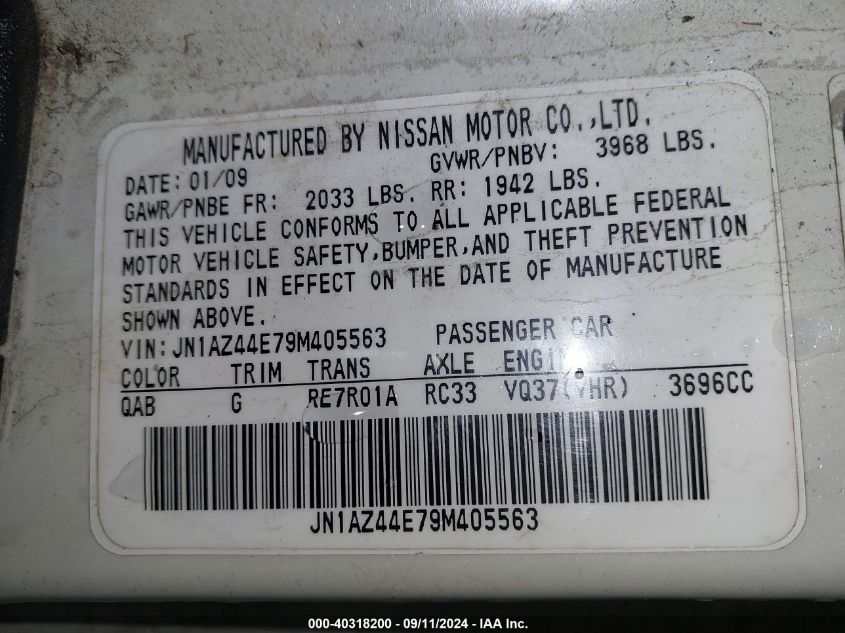 MANUFACTURED BY NISSAN MOTOR CO.,LTD.
DATE: 01/09 GVWR/PNBV: 3968 LBS.
GAWR/PNBE FR: 2033 LBS. RR: 1942 LBS.
THIS VEHICLE CONFORMS TO ALL APPLICABLE FEDERAL
MOTOR VEHICLE SAFETY,BUMPER,AND THEFT PREVENTION
STANDARDS IN EFFECT ON THE DATE OF MANUFACTURE
SHOWN ABOVE.
VIN: JN1AZ44E79M405563 PASSENGER CAR
COLOR TRIM TRANS AXLE ENGINE
QAB G RE7R01A RC33 VQ37(VHR) 3696CC
JN1AZ44E79M405563
000-40318200 - 09/11/2024 - IAA Inc.